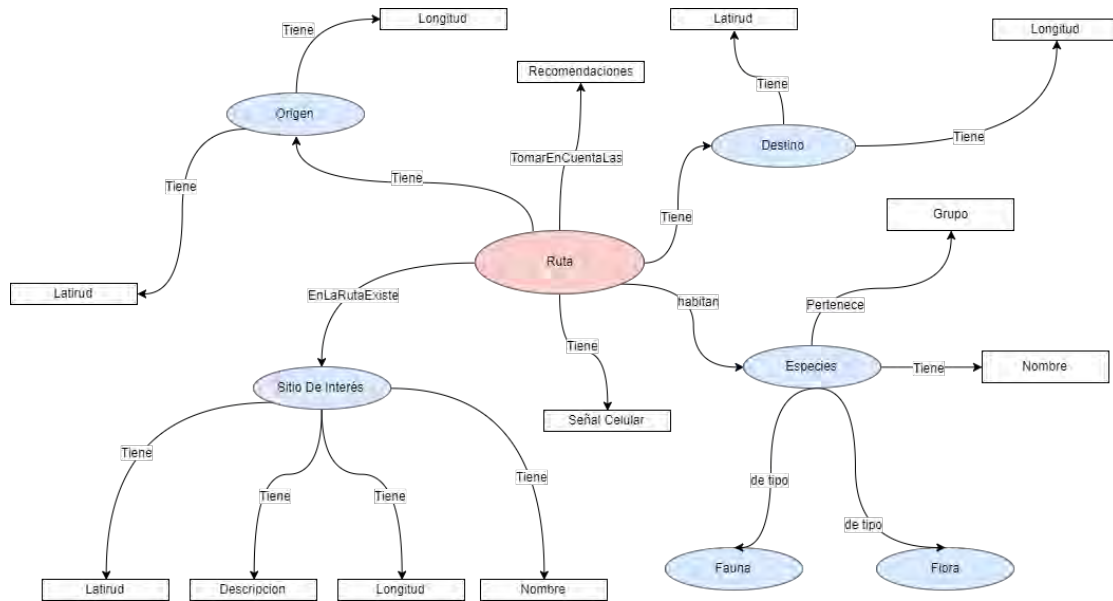 Longitud
Tiene
Origen
Tiene
Latirud
Tiene
Recomendaciones
TomarEnCuentaLas
Latirud
Tiene
Destino
Longitud
Tiene
Tiene
Ruta
Grupo
Pertenece
habitan
Especies
Tiene
Nombre
EnLaRutaExiste
Tiene
Señal Celular
Sitio De Interés
Tiene
Tiene
Tiene
Tiene
Latirud
Descripcion
Longitud
Nombre
de tipo
de tipo
Fauna
Flora